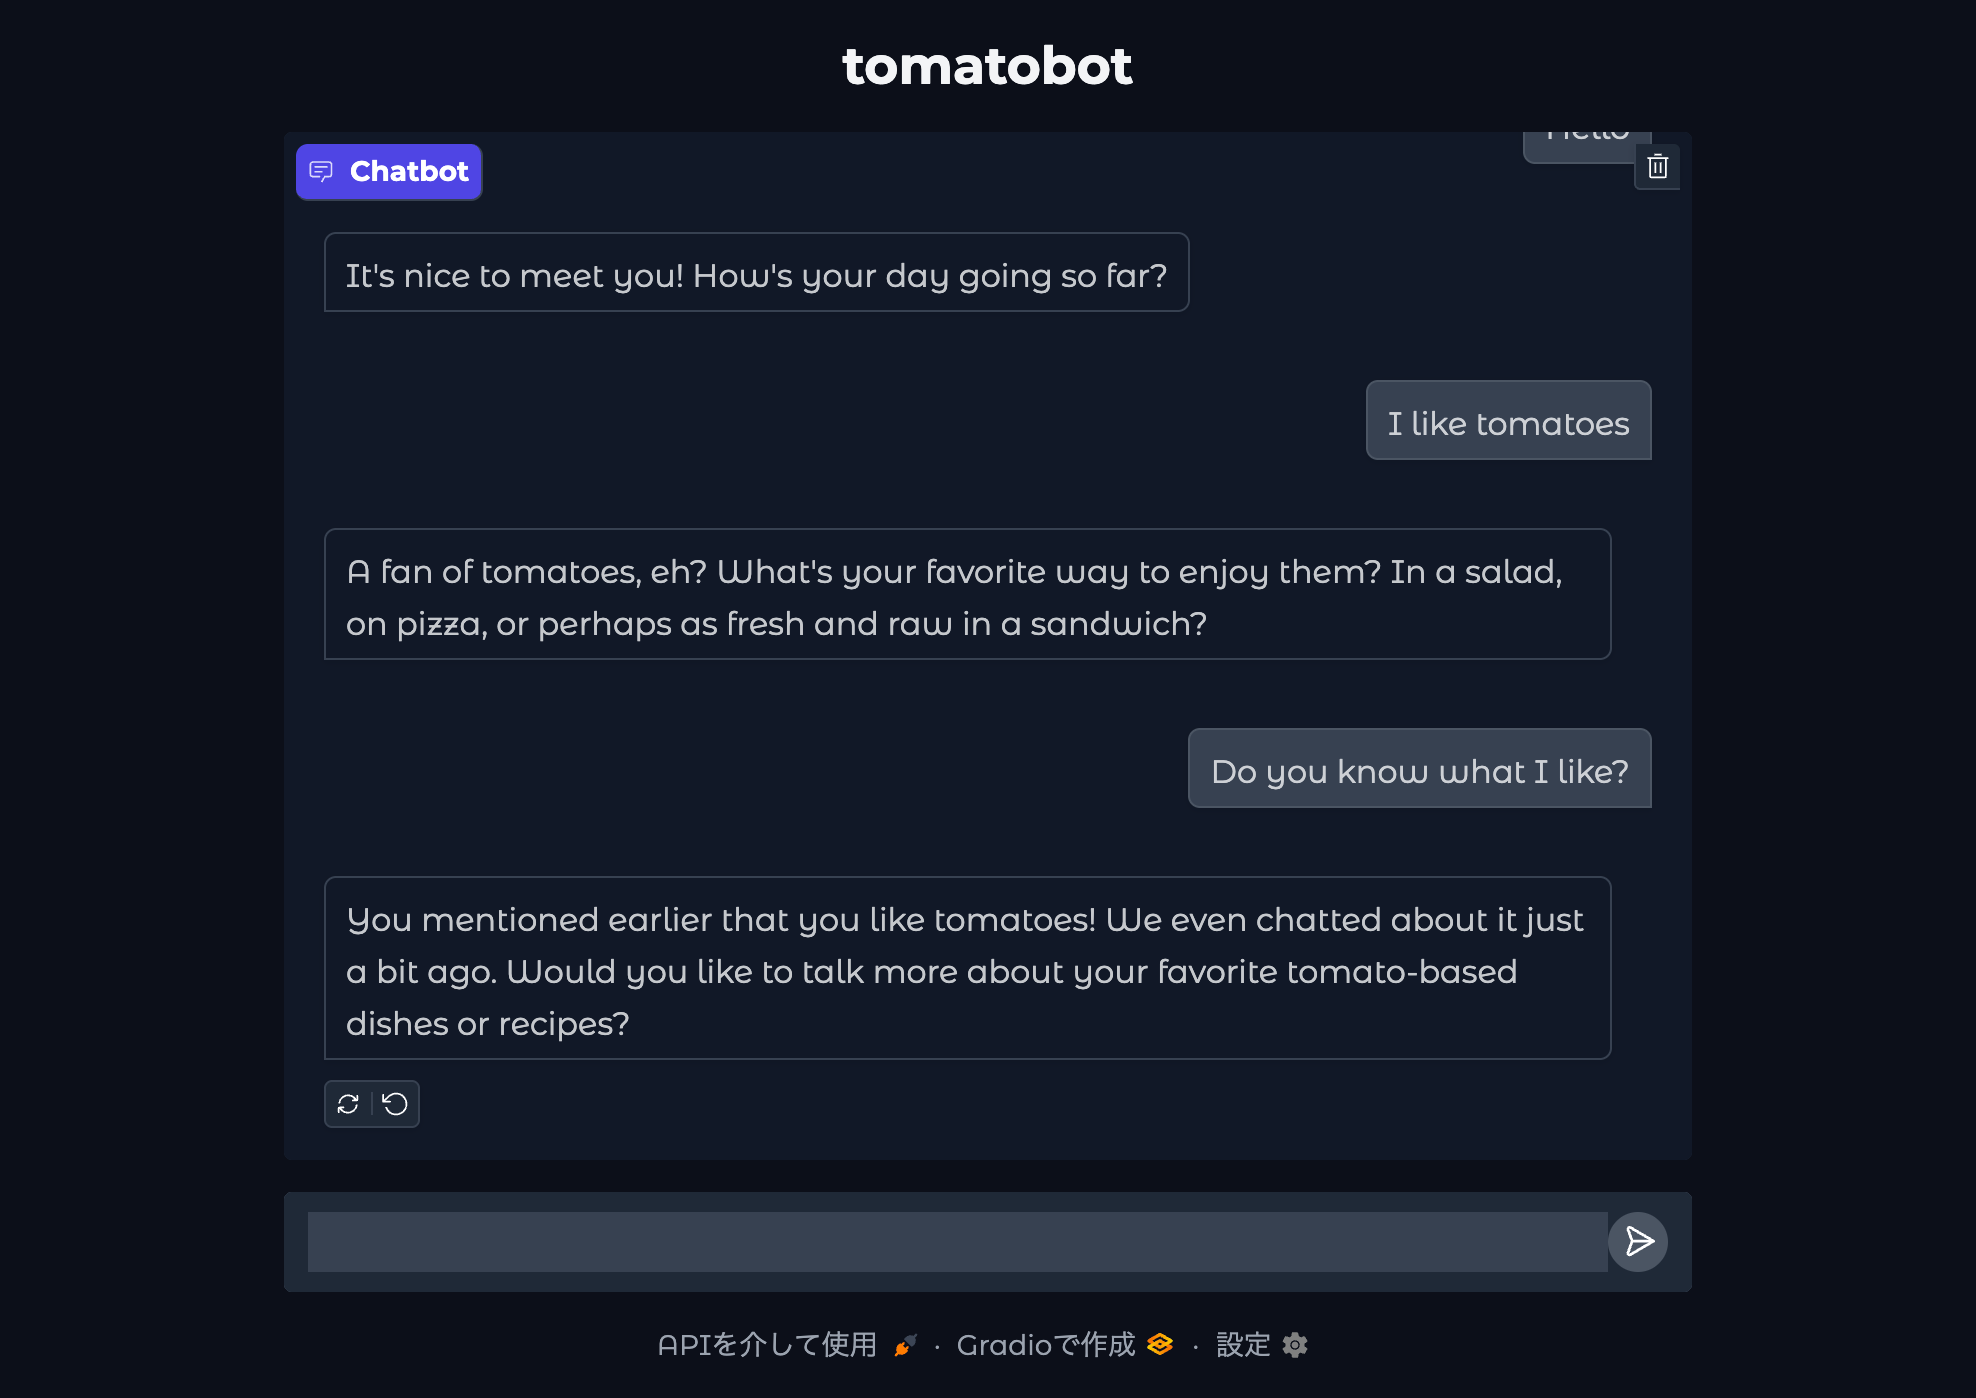 tomatobot
Hello
Chatbot
It's nice to meet you! How's your day going so far?
I like tomatoes
A fan of tomatoes, eh? What's your favorite way to enjoy them? In a salad,
on pizza, or perhaps as fresh and raw in a sandwich?
Do you know what I like?
You mentioned earlier that you like tomatoes! We even chatted about it just
a bit ago. Would you like to talk more about your favorite tomato-based
dishes or recipes?
APIを介して使用 · Gradioで作成 · 設定